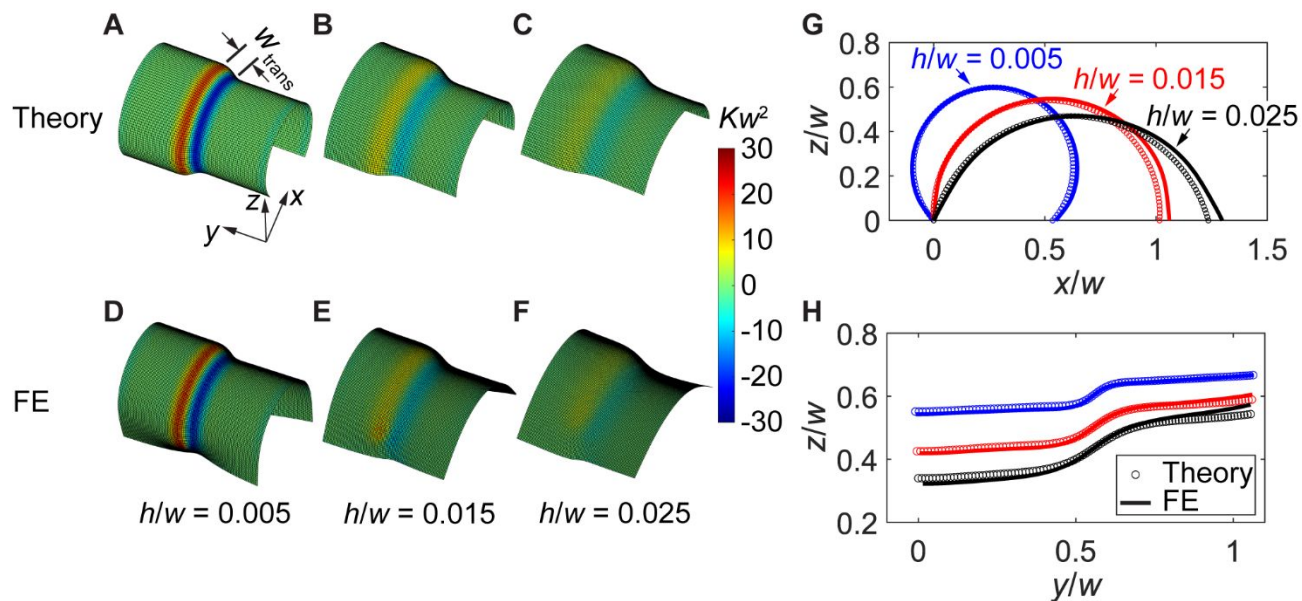 A
W trans
B
C
Theory
z
x
y
Kw²
30
20
10
0
-10
-20
-30
D
E
F
FE
h/w = 0.005
h/w = 0.015
h/w = 0.025
G
h/w = 0.005
h/w = 0.015
h/w = 0.025
z/w
0.8
0.6
0.4
0.2
0
0
0.5
1
1.5
x/w
H
z/w
0.8
0.6
0.4
0.2
Theory
FE
0
0.5
1
y/w